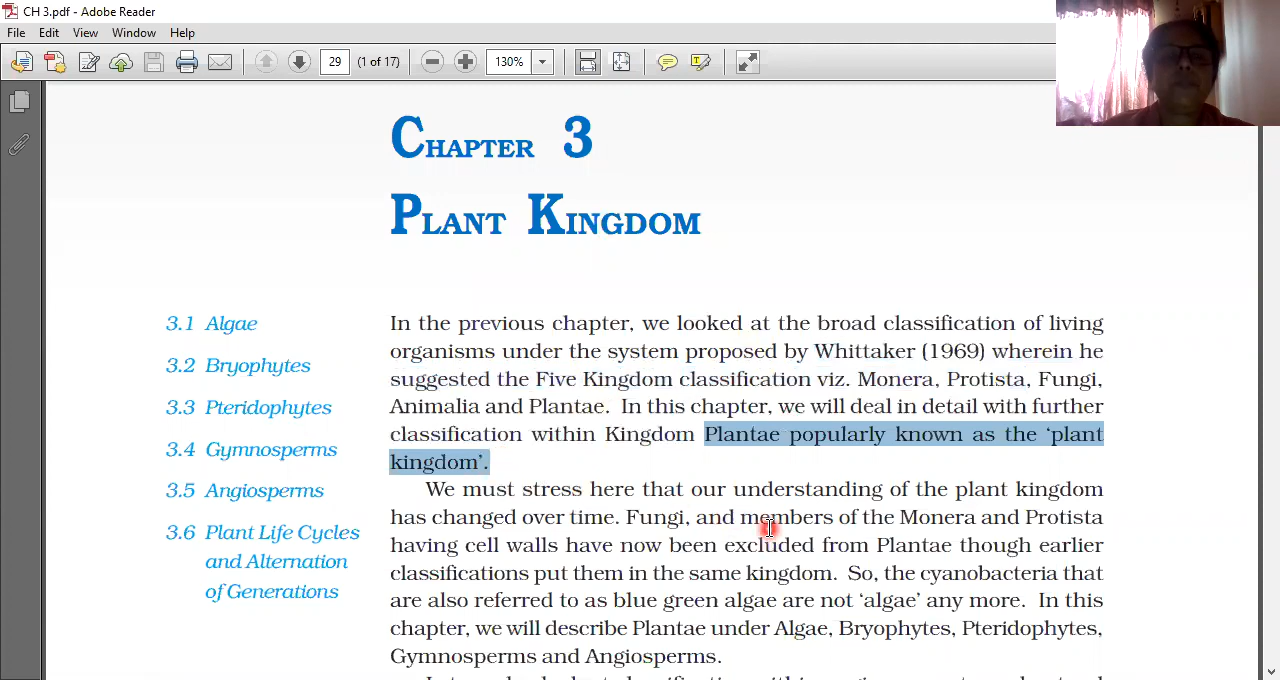 CH 3.pdf - Adobe Reader
File Edit View Window Help
29 (1 of 17) 130%
CHAPTER 3
PLANT KINGDOM
3.1 Algae
3.2 Bryophytes
3.3 Pteridophytes
3.4 Gymnosperms
3.5 Angiosperms
3.6 Plant Life Cycles
and Alternation
of Generations
In the previous chapter, we looked at the broad classification of living
organisms under the system proposed by Whittaker (1969) wherein he
suggested the Five Kingdom classification viz. Monera, Protista, Fungi,
Animalia and Plantae. In this chapter, we will deal in detail with further
classification within Kingdom Plantae popularly known as the ‘plant
kingdom’.
We must stress here that our understanding of the plant kingdom
has changed over time. Fungi, and members of the Monera and Protista
having cell walls have now been excluded from Plantae though earlier
classifications put them in the same kingdom. So, the cyanobacteria that
are also referred to as blue green algae are not ‘algae’ any more. In this
chapter, we will describe Plantae under Algae, Bryophytes, Pteridophytes,
Gymnosperms and Angiosperms.